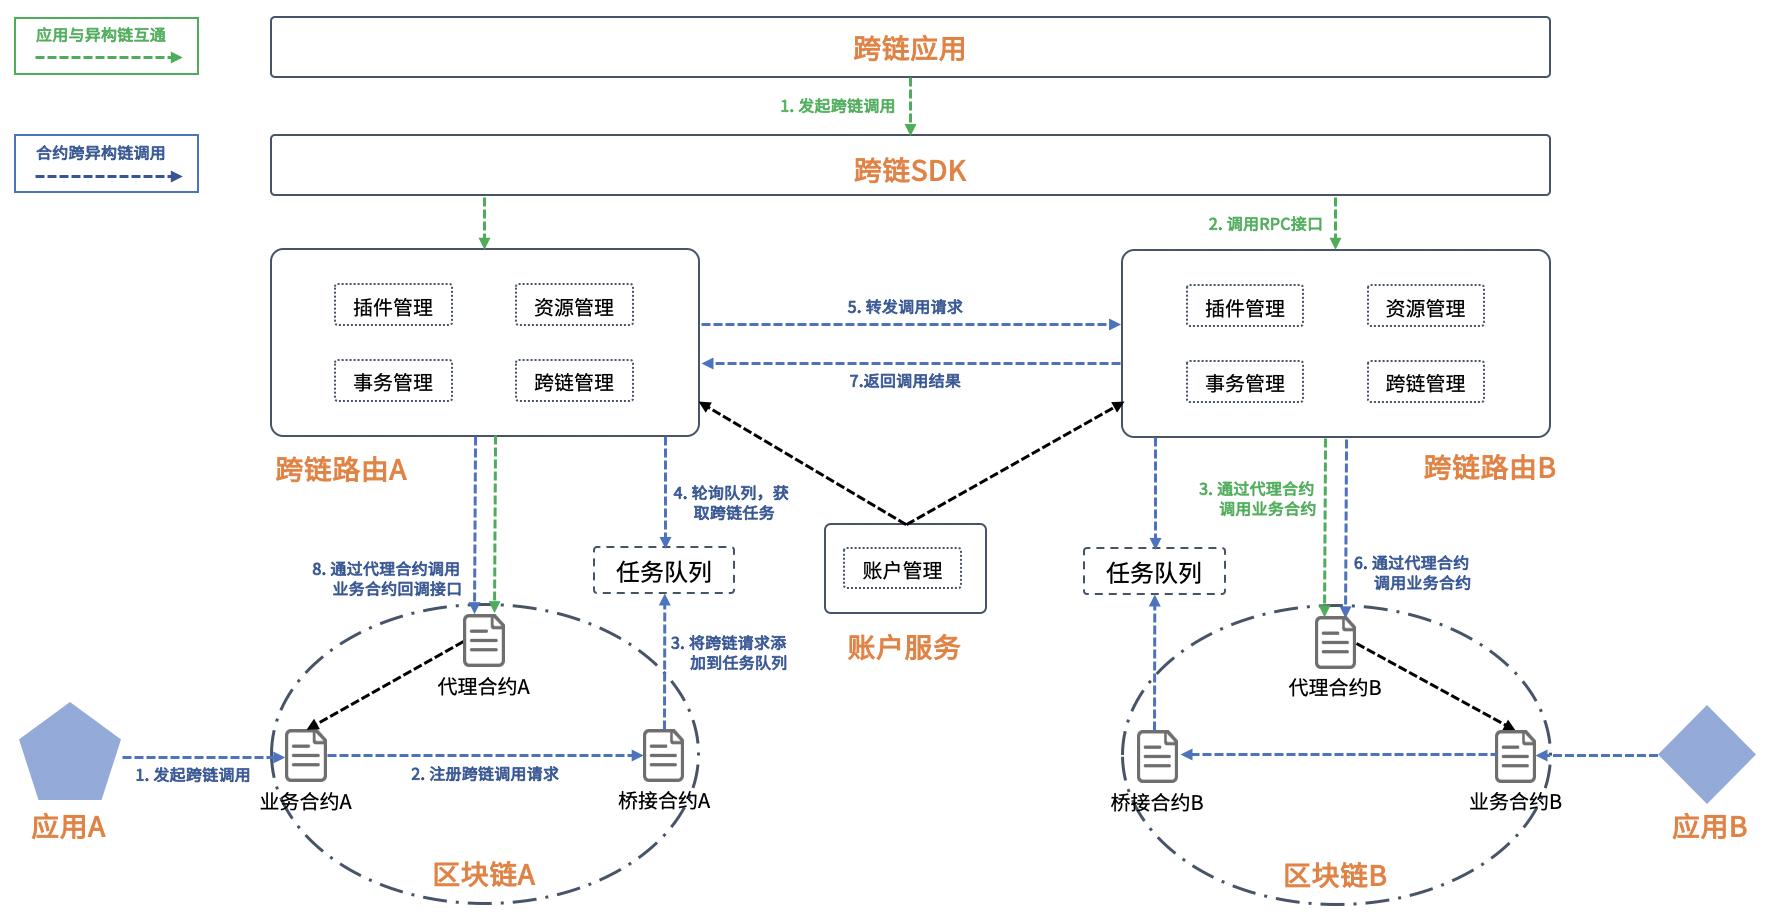 应用与异构链互通
跨链应用
1. 发起跨链调用
合约跨异构链调用
跨链SDK
2. 调用RPC接口
插件管理
资源管理
事务管理
跨链管理
5. 转发调用请求
7.返回调用结果
插件管理
资源管理
事务管理
跨链管理
跨链路由A
跨链路由B
4. 轮询队列，获
取跨链任务
3. 通过代理合约
调用业务合约
8. 通过代理合约调用
业务合约回调接口
任务队列
账户管理
任务队列
6. 通过代理合约
调用业务合约
账户服务
3. 将跨链请求添
加到任务队列
代理合约A
代理合约B
1. 发起跨链调用
2. 注册跨链调用请求
业务合约A
桥接合约A
桥接合约B
业务合约B
应用A
应用B
区块链A
区块链B